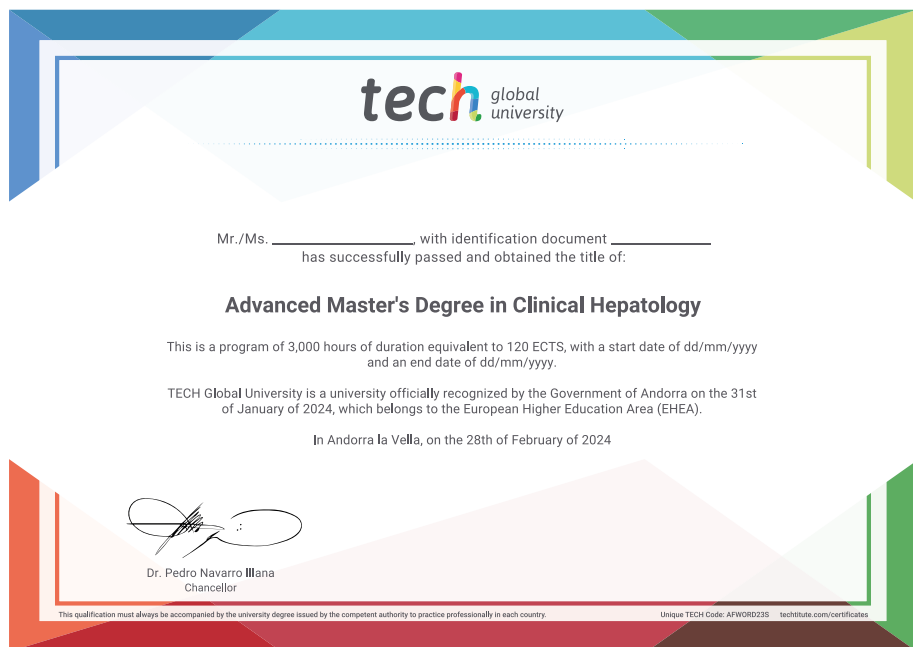 tech global university
Mr./Ms. ____________________, with identification document ______________
has successfully passed and obtained the title of:
Advanced Master's Degree in Clinical Hepatology
This is a program of 3,000 hours of duration equivalent to 120 ECTS, with a start date of dd/mm/yyyy
and an end date of dd/mm/yyyy.
TECH Global University is a university officially recognized by the Government of Andorra on the 31st
of January of 2024, which belongs to the European Higher Education Area (EHEA).
In Andorra la Vella, on the 28th of February of 2024
Dr. Pedro Navarro Illana
Chancellor
This qualification must always be accompanied by the university degree issued by the competent authority to practice professionally in each country.
Unique TECH Code: AFWORD23S techtitute.com/certificates